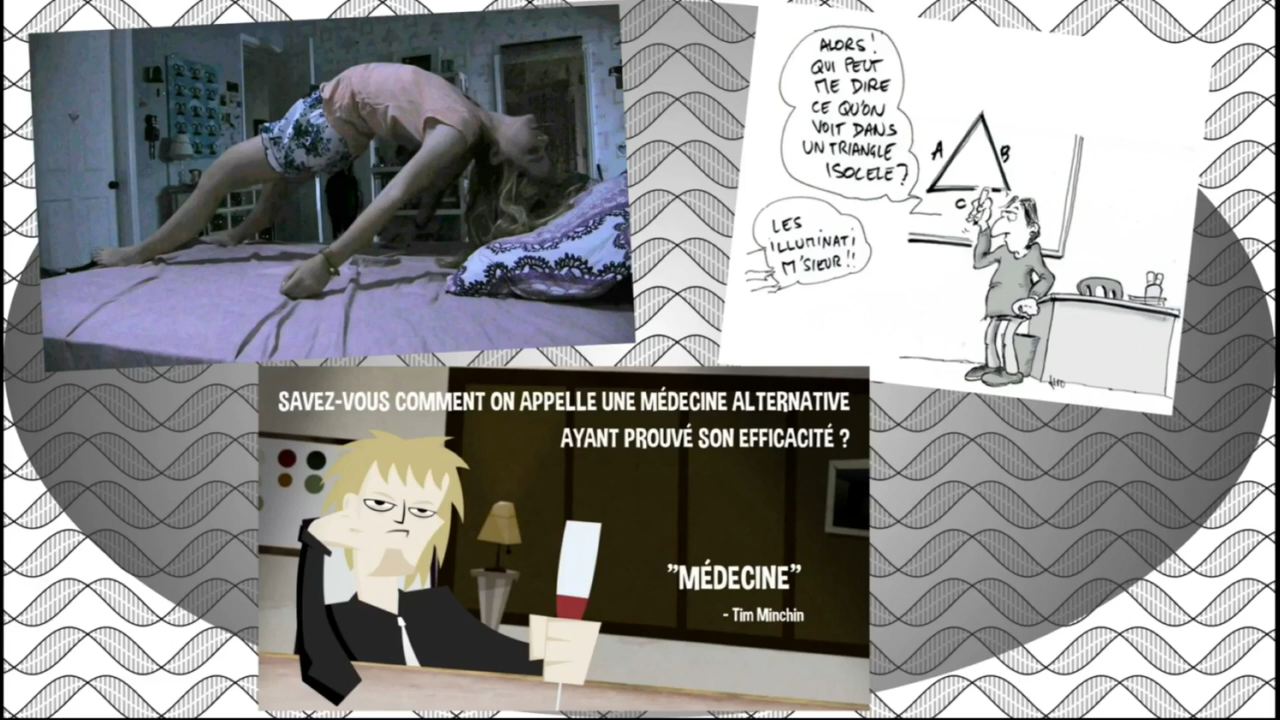 ALORS!
QUI PEUT
ME DIRE
CE QU'ON
VOIT DANS
UN TRIANGLE
ISOCELE?
A
B
C
LES
ILLUMINATI
M'SIEUR!!
SAVEZ-VOUS COMMENT ON APPELLE UNE MÉDECINE ALTERNATIVE
AYANT PROUVÉ SON EFFICACITÉ ?
"MÉDECINE"
- Tim Minchin